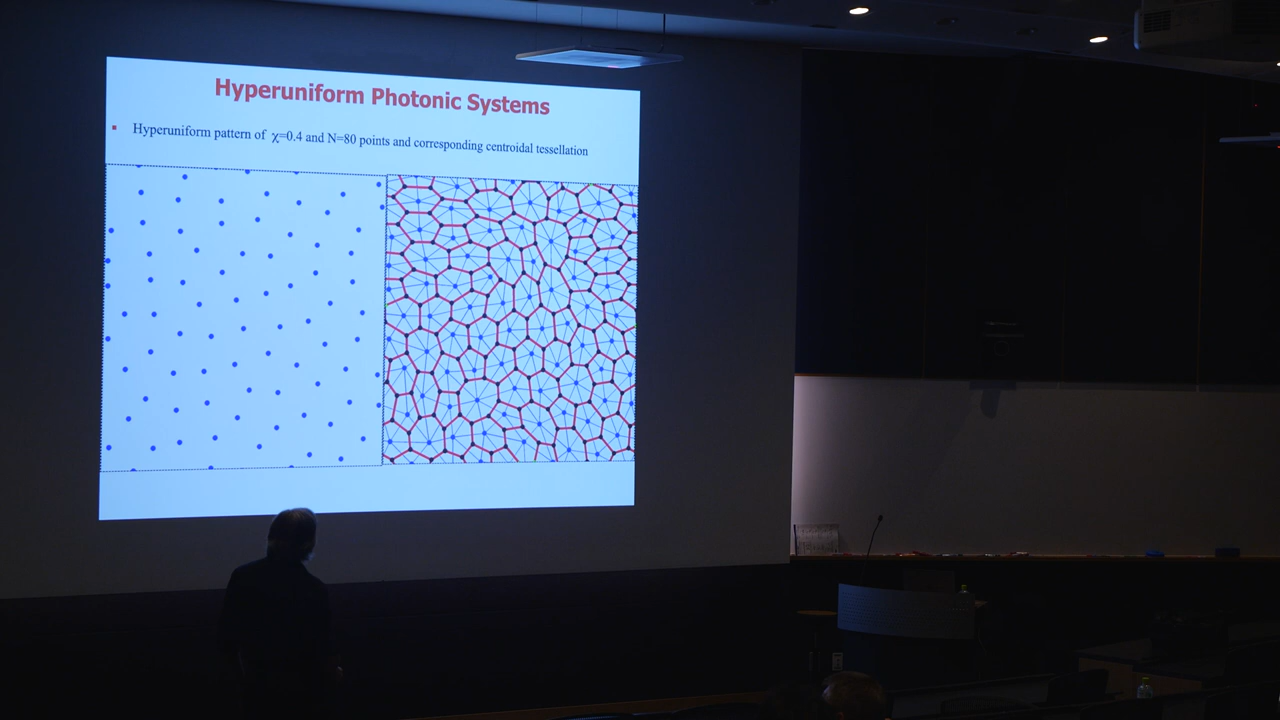 Hyperuniform Photonic Systems
Hyperuniform pattern of χ=0.4 and N=80 points and corresponding centroidal tessellation